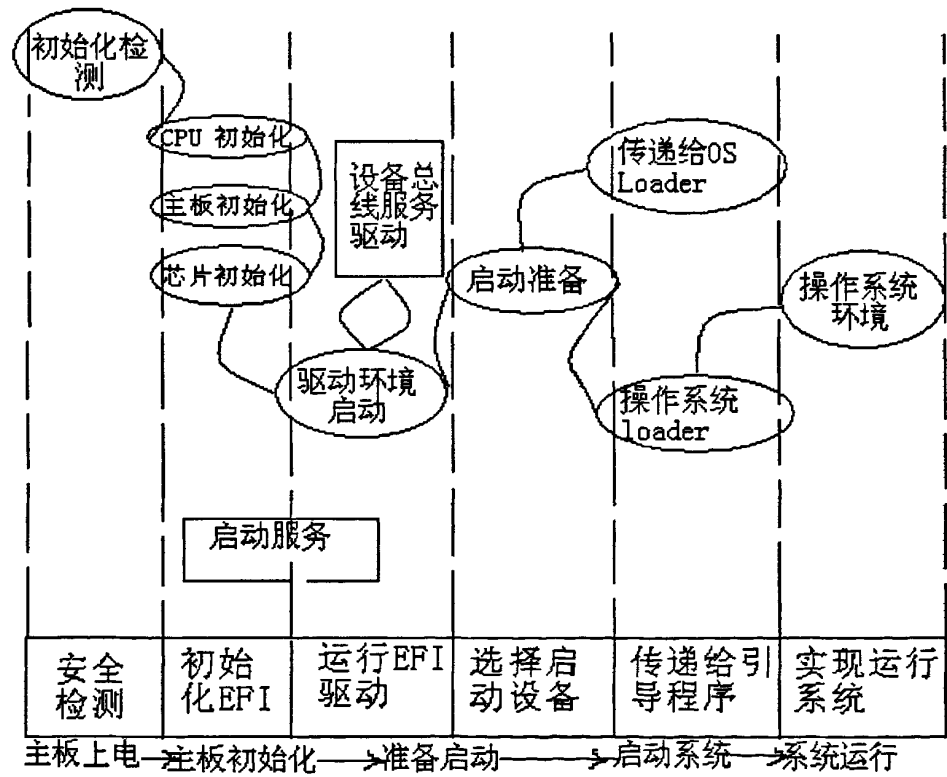 初始化检
测
CPU 初始化
主板初始化
芯片初始化
设备总
线服务
驱动
驱动环境
启动
启动准备
传递给OS
Loader
操作系统
loader
操作系统
环境
启动服务
安全
检测
初始
化EFI
运行EFI
驱动
选择启
动设备
传递给引
导程序
实现运行
系统
主板上电→主板初始化→准备启动→启动系统→系统运行